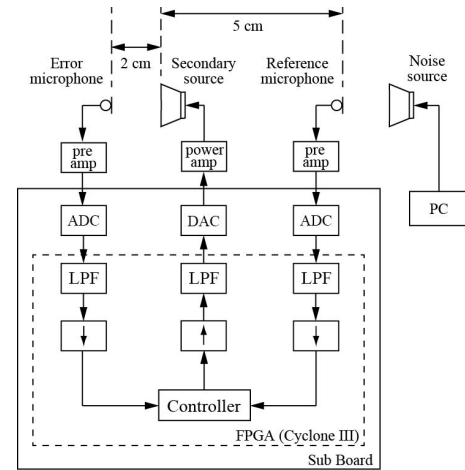 5 cm
2 cm
Error
microphone
Secondary
source
Reference
microphone
Noise
source
pre
amp
power
amp
pre
amp
PC
ADC
DAC
ADC
LPF
LPF
LPF
Controller
FPGA (Cyclone III)
Sub Board